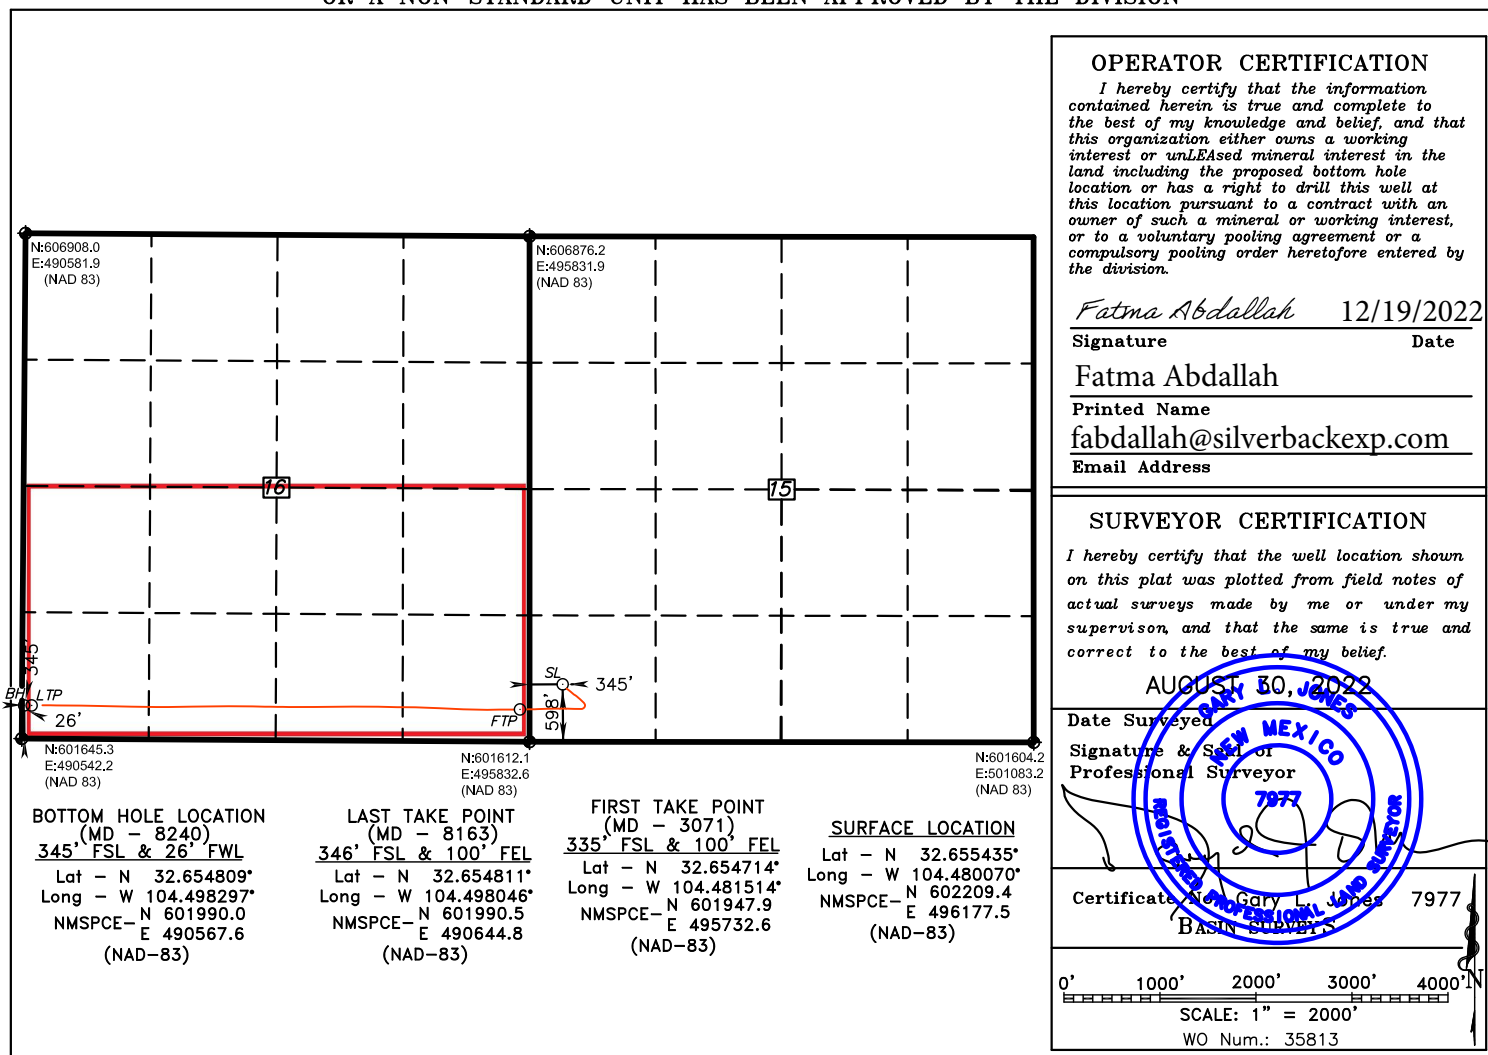 OR A NON-STANDARD UNIT HAS BEEN APPROVED BY THE DIVISION
N:606908.0
E:490581.9
(NAD 83)
N:606876.2
E:495831.9
(NAD 83)
16
15
345'
BH
LTP
26'
FTP
SL
345'
598'
N:601645.3
E:490542.2
(NAD 83)
N:601612.1
E:495832.6
(NAD 83)
N:601604.2
E:501083.2
(NAD 83)
BOTTOM HOLE LOCATION
(MD - 8240)
345' FSL & 26' FWL
Lat - N 32.654809°
Long - W 104.498297°
NMSPCE- N 601990.0
E 490567.6
(NAD-83)
LAST TAKE POINT
(MD - 8163)
346' FSL & 100' FEL
Lat - N 32.654811°
Long - W 104.498046°
NMSPCE- N 601990.5
E 490644.8
(NAD-83)
FIRST TAKE POINT
(MD - 3071)
335' FSL & 100' FEL
Lat - N 32.654714°
Long - W 104.481514°
NMSPCE- N 601947.9
E 495732.6
(NAD-83)
SURFACE LOCATION
Lat - N 32.655435°
Long - W 104.480070°
NMSPCE- N 602209.4
E 496177.5
(NAD-83)
OPERATOR CERTIFICATION
I hereby certify that the information
contained herein is true and complete to
the best of my knowledge and belief, and that
this organization either owns a working
interest or unLEAsed mineral interest in the
land including the proposed bottom hole
location or has a right to drill this well at
this location pursuant to a contract with an
owner of such a mineral or working interest,
or to a voluntary pooling agreement or a
compulsory pooling order heretofore entered by
the division.
Fatma Abdallah 12/19/2022
Signature Date
Fatma Abdallah
Printed Name
fabdallah@silverbackexp.com
Email Address
SURVEYOR CERTIFICATION
I hereby certify that the well location shown
on this plat was plotted from field notes of
actual surveys made by me or under my
supervison, and that the same is true and
correct to the best of my belief.
AUGUST 30, 2022
Date Surveyed
Signature & Seal of
Professional Surveyor
GARY L. JONES
NEW MEXICO
7977
REGISTERED PROFESSIONAL LAND SURVEYOR
Certificate No. Gary L. Jones 7977
BASIN SURVEYS
0' 1000' 2000' 3000' 4000'
N
SCALE: 1" = 2000'
WO Num.: 35813